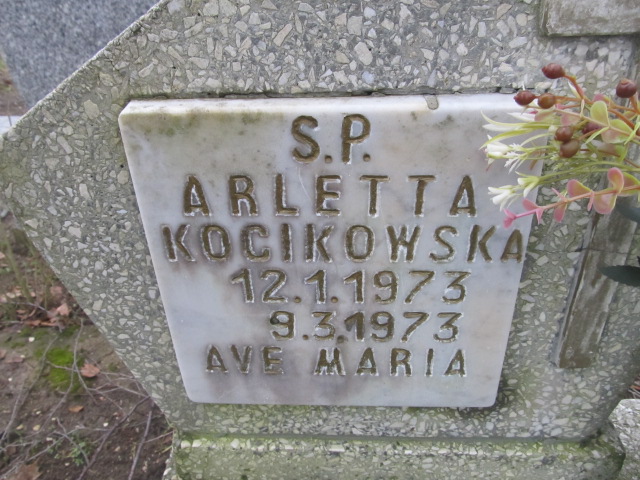 S.P.
ARLETTA
KOCIKOWSKA
12.1.1973
9.3.1973
AVE MARIA